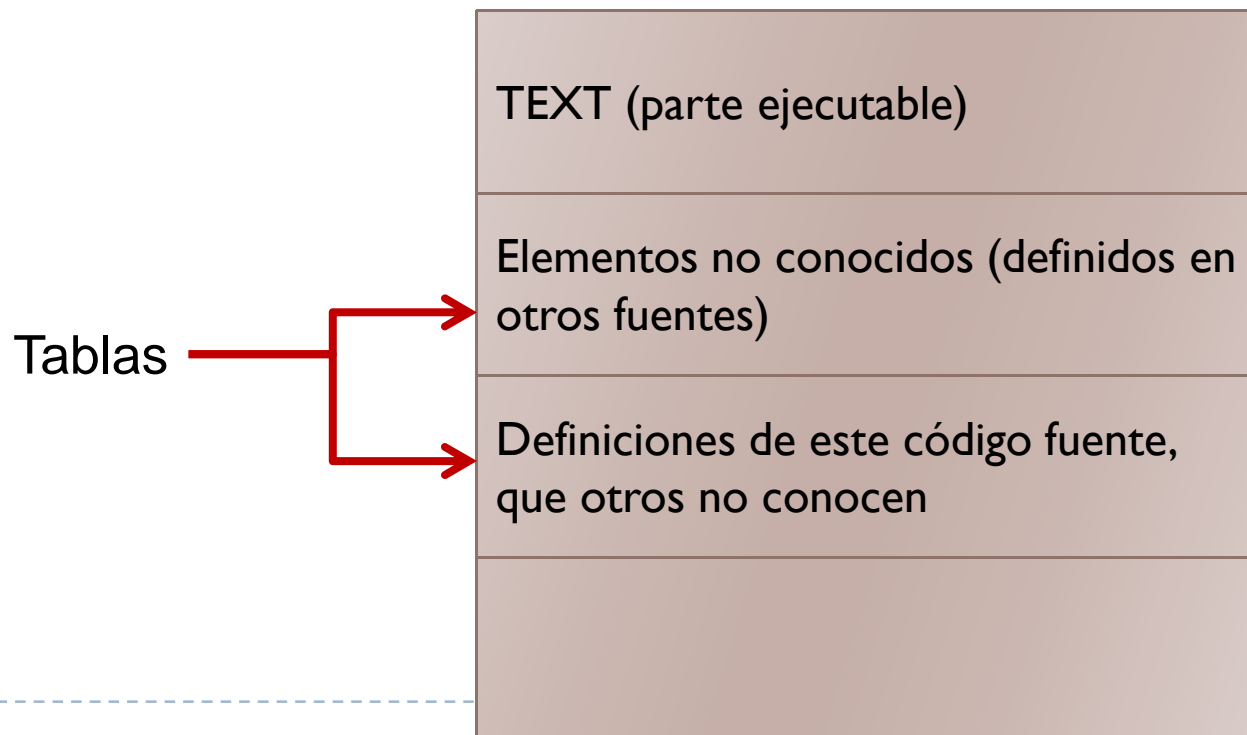 TEXT (parte ejecutable)
Elementos no conocidos (definidos en
otros fuentes)
Tablas
Definiciones de este código fuente,
que otros no conocen